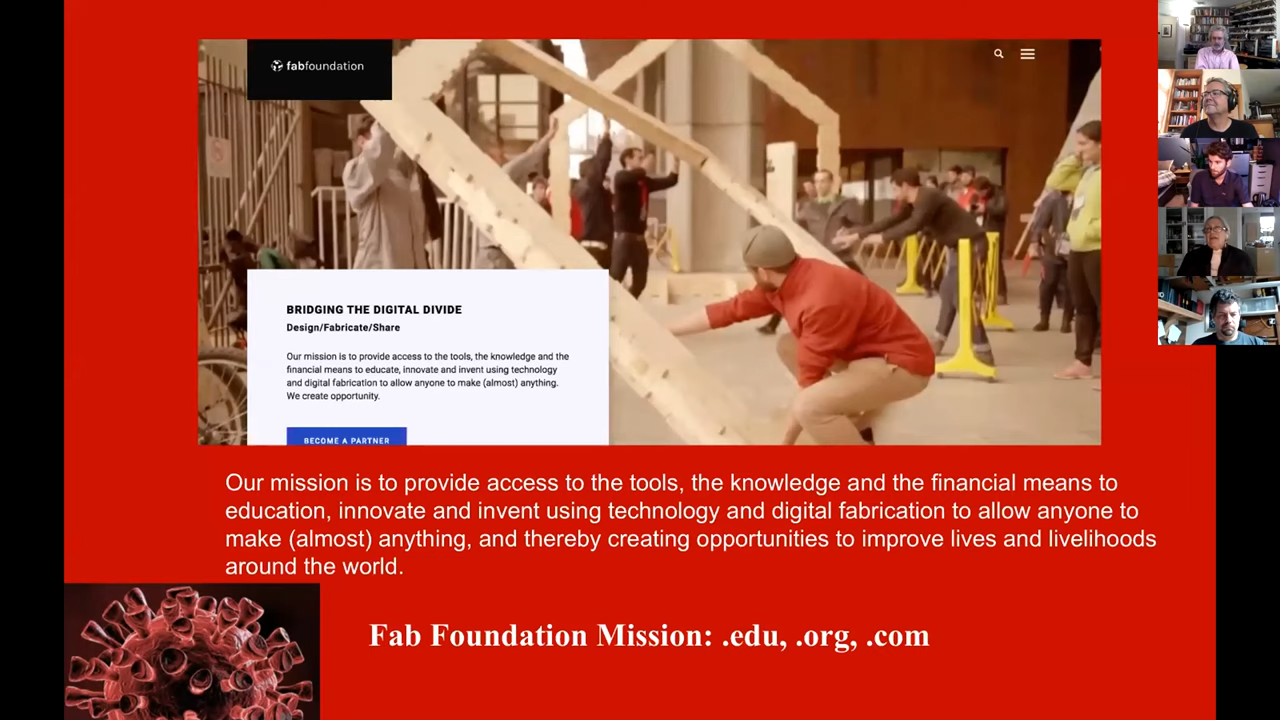 fabfoundation
BRIDGING THE DIGITAL DIVIDE
Design/Fabricate/Share
Our mission is to provide access to the tools, the knowledge and the
financial means to educate, innovate and invent using technology
and digital fabrication to allow anyone to make (almost) anything.
We create opportunity.
BECOME A PARTNER
Our mission is to provide access to the tools, the knowledge and the financial means to
education, innovate and invent using technology and digital fabrication to allow anyone to
make (almost) anything, and thereby creating opportunities to improve lives and livelihoods
around the world.
Fab Foundation Mission: .edu, .org, .com